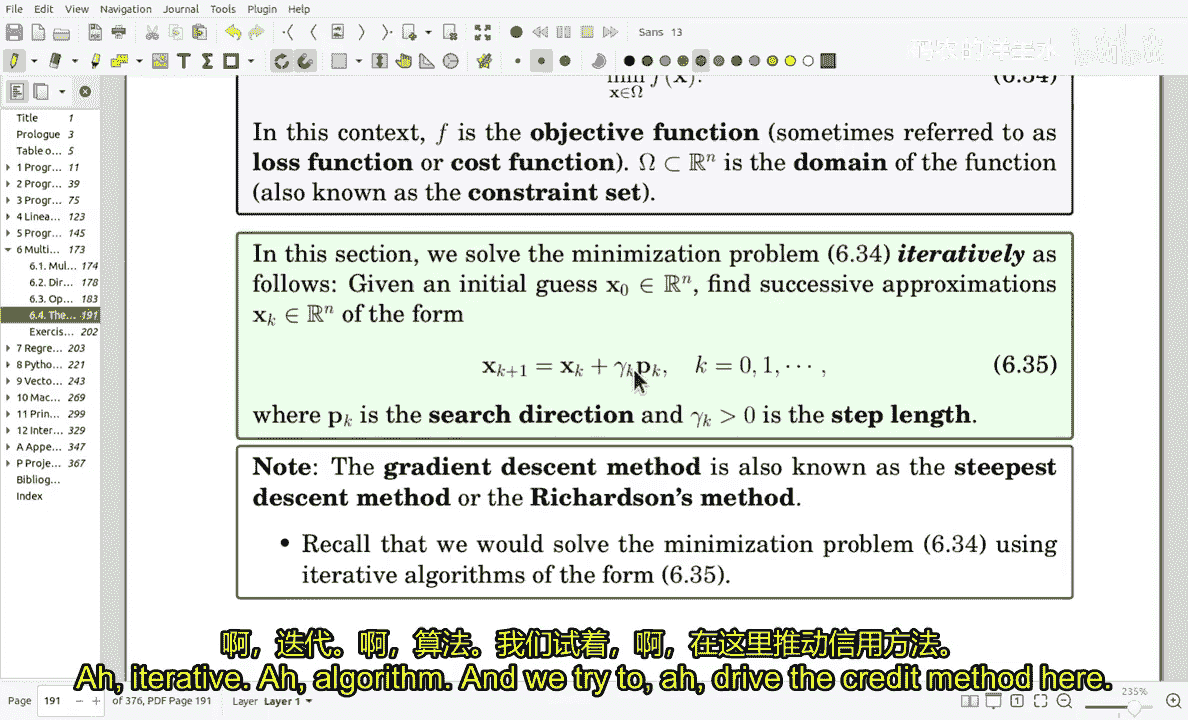 File Edit View Navigation Journal Tools Plugin Help
Sans 13
Title 1
Prologue 3
Table o... 5
1 Progr... 11
2 Progr... 39
3 Progr... 75
4 Linea... 123
5 Progr... 145
6 Multi... 173
6.1. Mul... 174
6.2. Dir... 178
6.3. Op... 183
6.4. The... 191
Exercis... 202
7 Regre... 203
8 Pytho... 221
9 Vecto... 243
10 Mac... 269
11 Prin... 299
12 Inter... 329
A Appe... 347
P Proje... 367
Bibliog...
Index
min x∈Ω f(x). (6.34)
In this context, f is the objective function (sometimes referred to as
loss function or cost function). Ω ⊂ ℝⁿ is the domain of the function
(also known as the constraint set).
In this section, we solve the minimization problem (6.34) iteratively as
follows: Given an initial guess x₀ ∈ ℝⁿ, find successive approximations
xₖ ∈ ℝⁿ of the form
xₖ₊₁ = xₖ + γₖpₖ, k = 0, 1, ⋯ , (6.35)
where pₖ is the search direction and γₖ > 0 is the step length.
Note: The gradient descent method is also known as the steepest
descent method or the Richardson's method.
• Recall that we would solve the minimization problem (6.34) using
iterative algorithms of the form (6.35).
啊，迭代。啊，算法。我们试着，啊，在这里推动信用方法。
Ah, iterative. Ah, algorithm. And we try to, ah, drive the credit method here.
Page 191 of 376, PDF Page 191 Layer Layer 1 235%